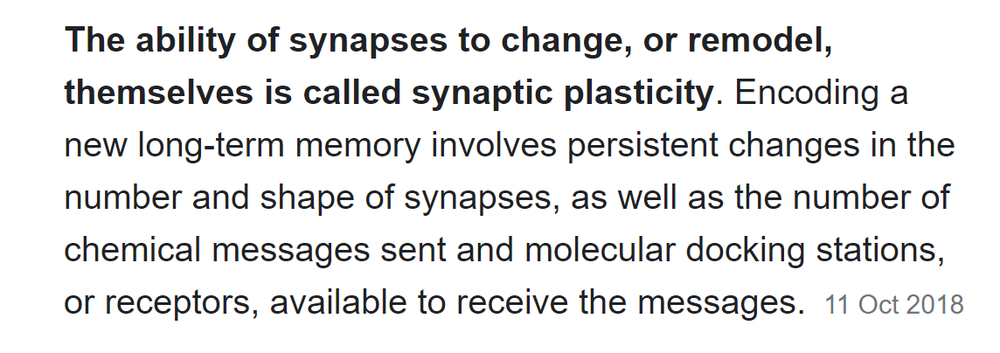 The ability of synapses to change, or remodel,
themselves is called synaptic plasticity. Encoding a
new long-term memory involves persistent changes in the
number and shape of synapses, as well as the number of
chemical messages sent and molecular docking stations,
or receptors, available to receive the messages. 11 Oct 2018